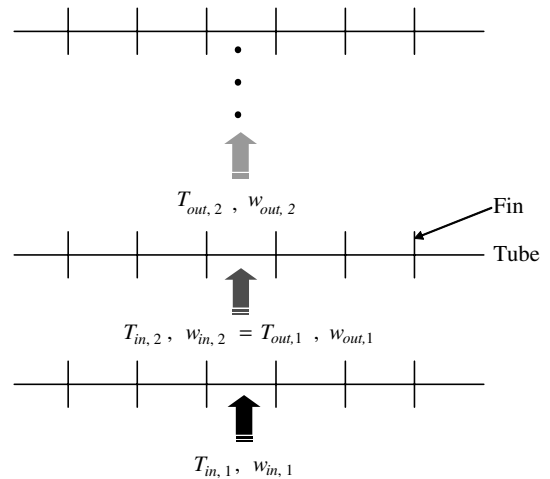 T_{out, 2} , w_{out, 2}
Fin
Tube
T_{in, 2} , w_{in, 2} = T_{out,1} , w_{out,1}
T_{in, 1} , w_{in, 1}